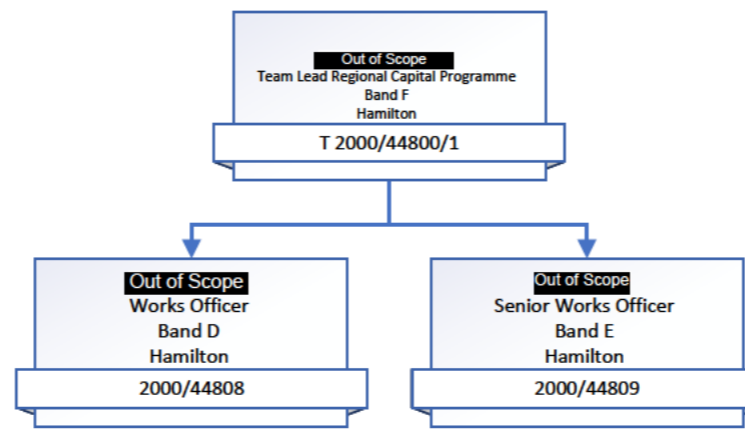 Out of Scope
Team Lead Regional Capital Programme
Band F
Hamilton
T 2000/44800/1
Out of Scope
Works Officer
Band D
Hamilton
2000/44808
Out of Scope
Senior Works Officer
Band E
Hamilton
2000/44809